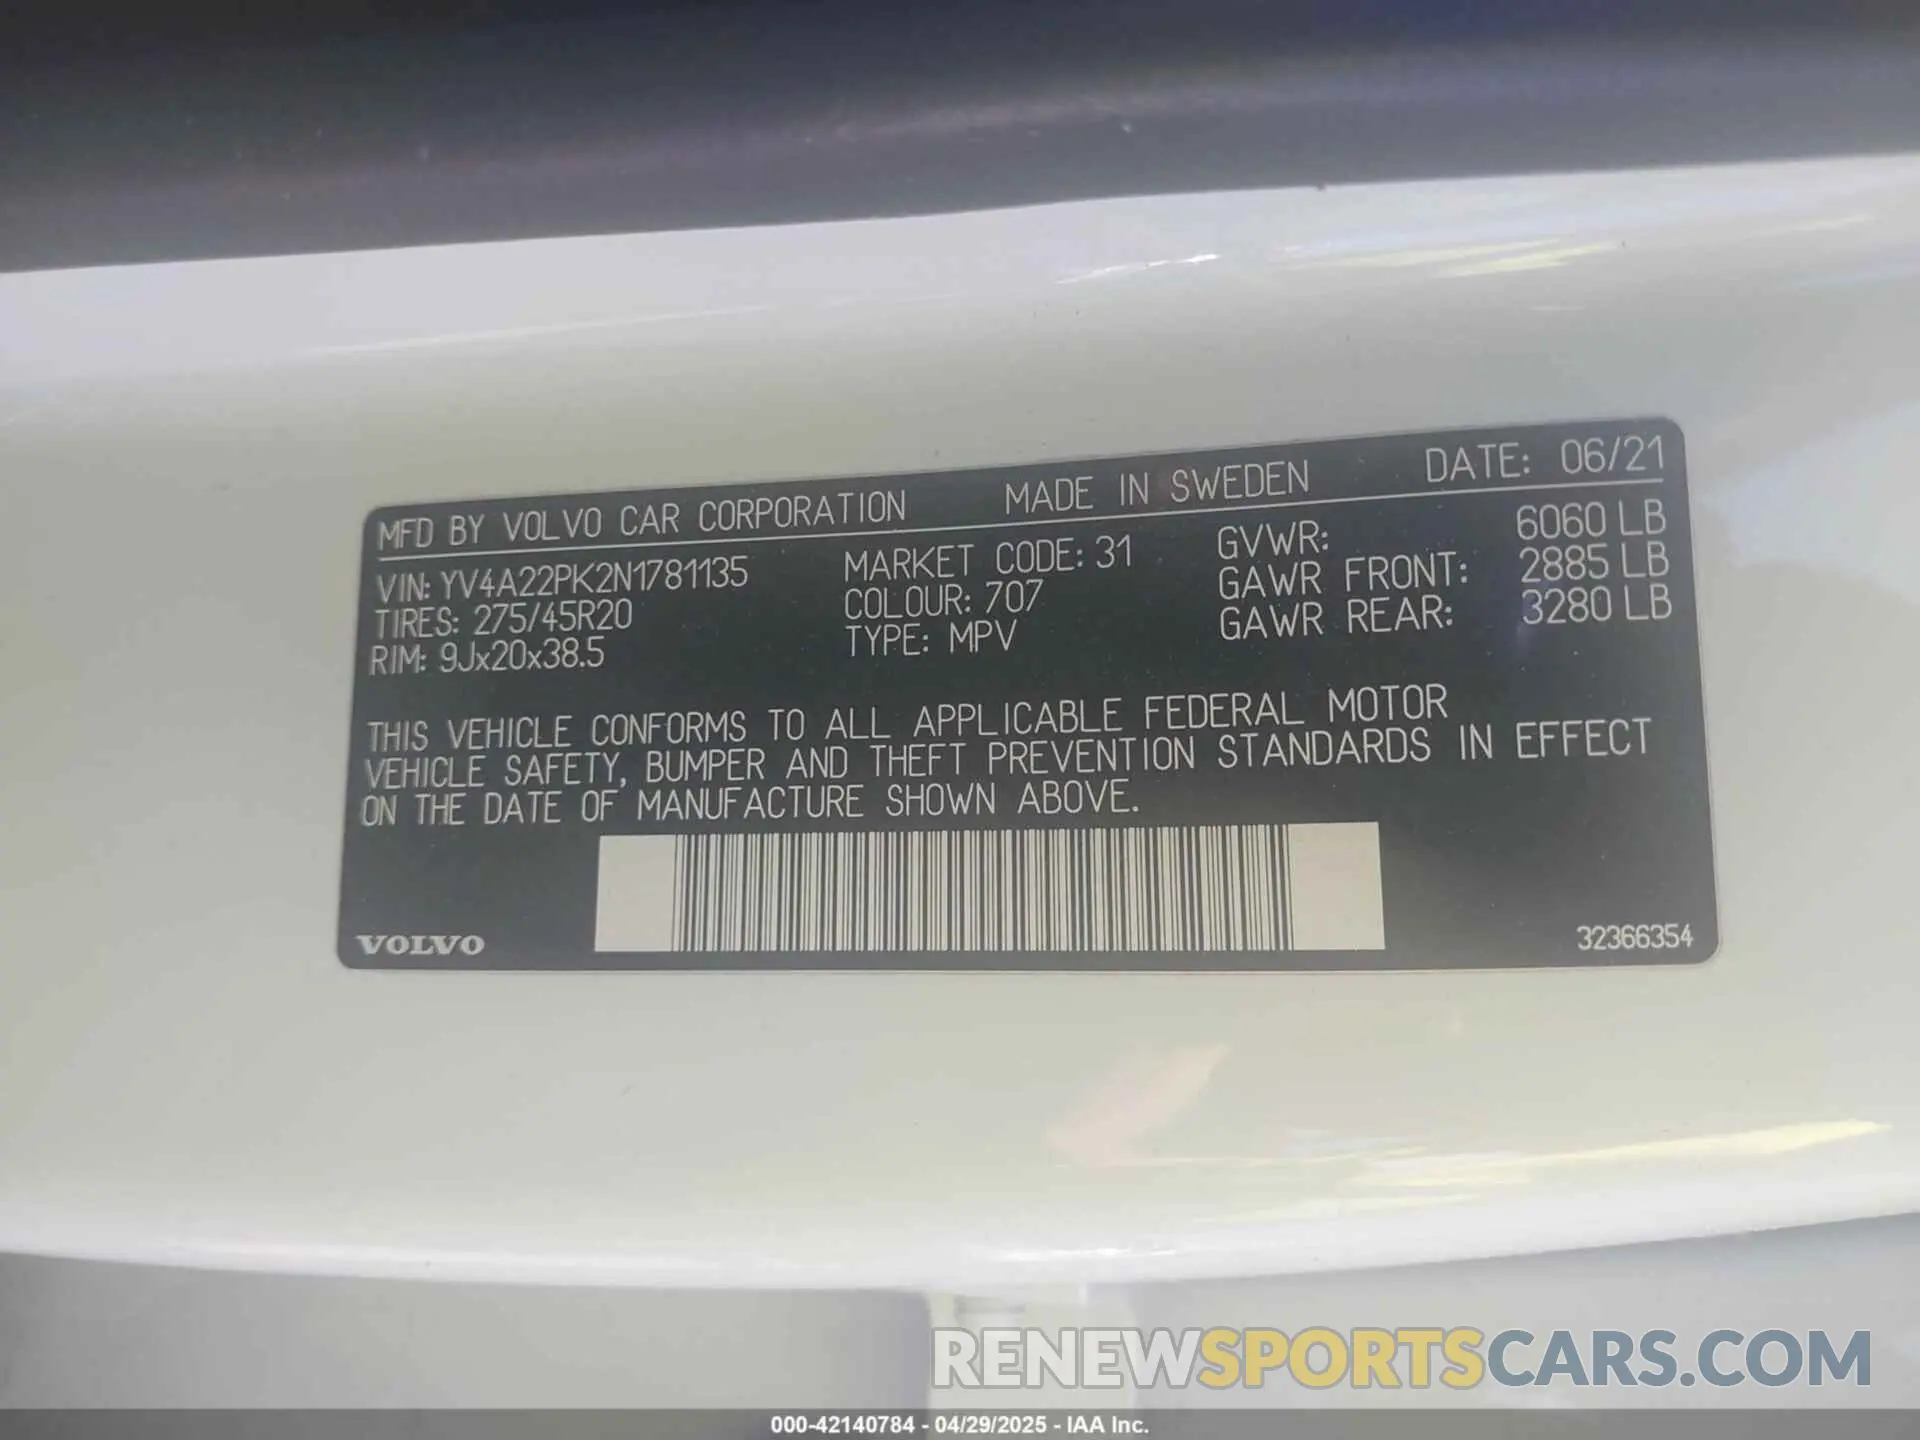 MFD BY VOLVO CAR CORPORATION MADE IN SWEDEN DATE: 06/21
VIN: YV4A22PK2N1781135 MARKET CODE: 31 GVWR: 6060 LB
TIRES: 275/45R20 COLOUR: 707 GAWR FRONT: 2885 LB
RIM: 9Jx20x38.5 TYPE: MPV GAWR REAR: 3280 LB
THIS VEHICLE CONFORMS TO ALL APPLICABLE FEDERAL MOTOR
VEHICLE SAFETY, BUMPER AND THEFT PREVENTION STANDARDS IN EFFECT
ON THE DATE OF MANUFACTURE SHOWN ABOVE.
VOLVO 32366354
RENEWSPORTSCARS.COM
000-42140784 - 04/29/2025 - IAA Inc.